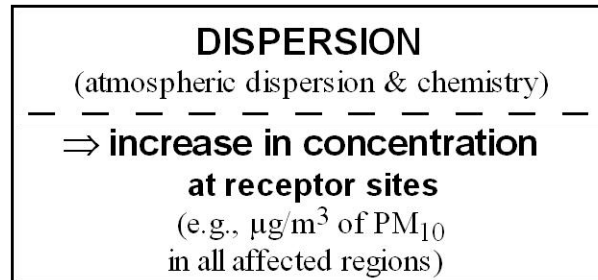 DISPERSION
(atmospheric dispersion & chemistry)
⇒ increase in concentration
at receptor sites
(e.g., µg/m³ of PM₁₀
in all affected regions)